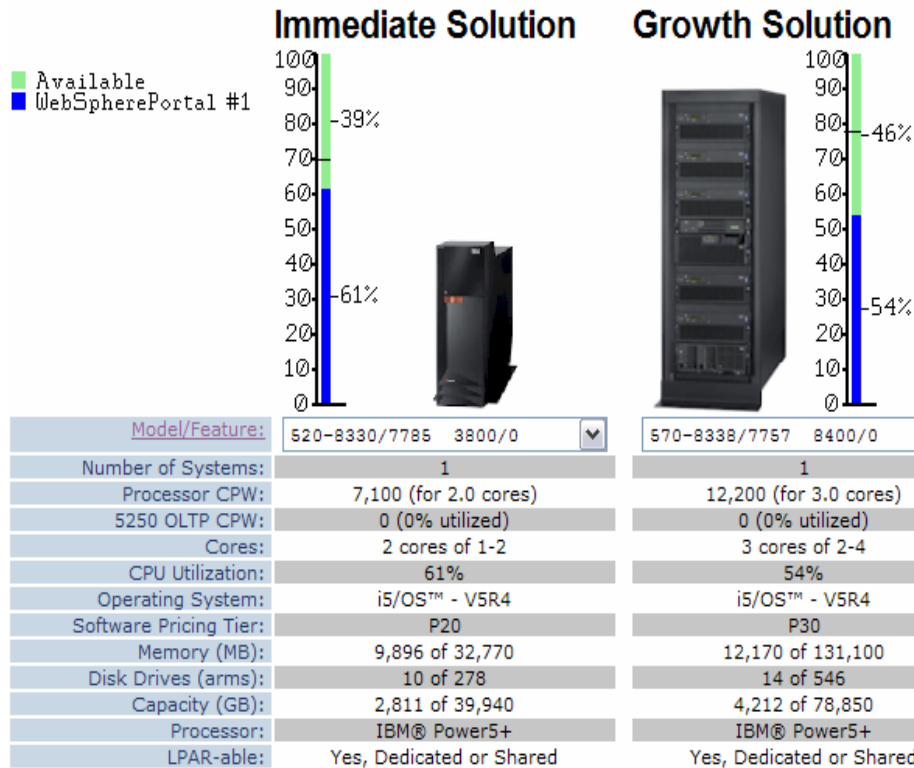 Immediate Solution Growth Solution
Available
WebSpherePortal #1
100
90
80
70
60
50
40
30
20
10
0
39%
61%
100
90
80
70
60
50
40
30
20
10
0
46%
54%
Model/Feature: 520-8330/7785 3800/0 570-8338/7757 8400/0
Number of Systems: 1 1
Processor CPW: 7,100 (for 2.0 cores) 12,200 (for 3.0 cores)
5250 OLTP CPW: 0 (0% utilized) 0 (0% utilized)
Cores: 2 cores of 1-2 3 cores of 2-4
CPU Utilization: 61% 54%
Operating System: i5/OS™ - V5R4 i5/OS™ - V5R4
Software Pricing Tier: P20 P30
Memory (MB): 9,896 of 32,770 12,170 of 131,100
Disk Drives (arms): 10 of 278 14 of 546
Capacity (GB): 2,811 of 39,940 4,212 of 78,850
Processor: IBM® Power5+ IBM® Power5+
LPAR-able: Yes, Dedicated or Shared Yes, Dedicated or Shared